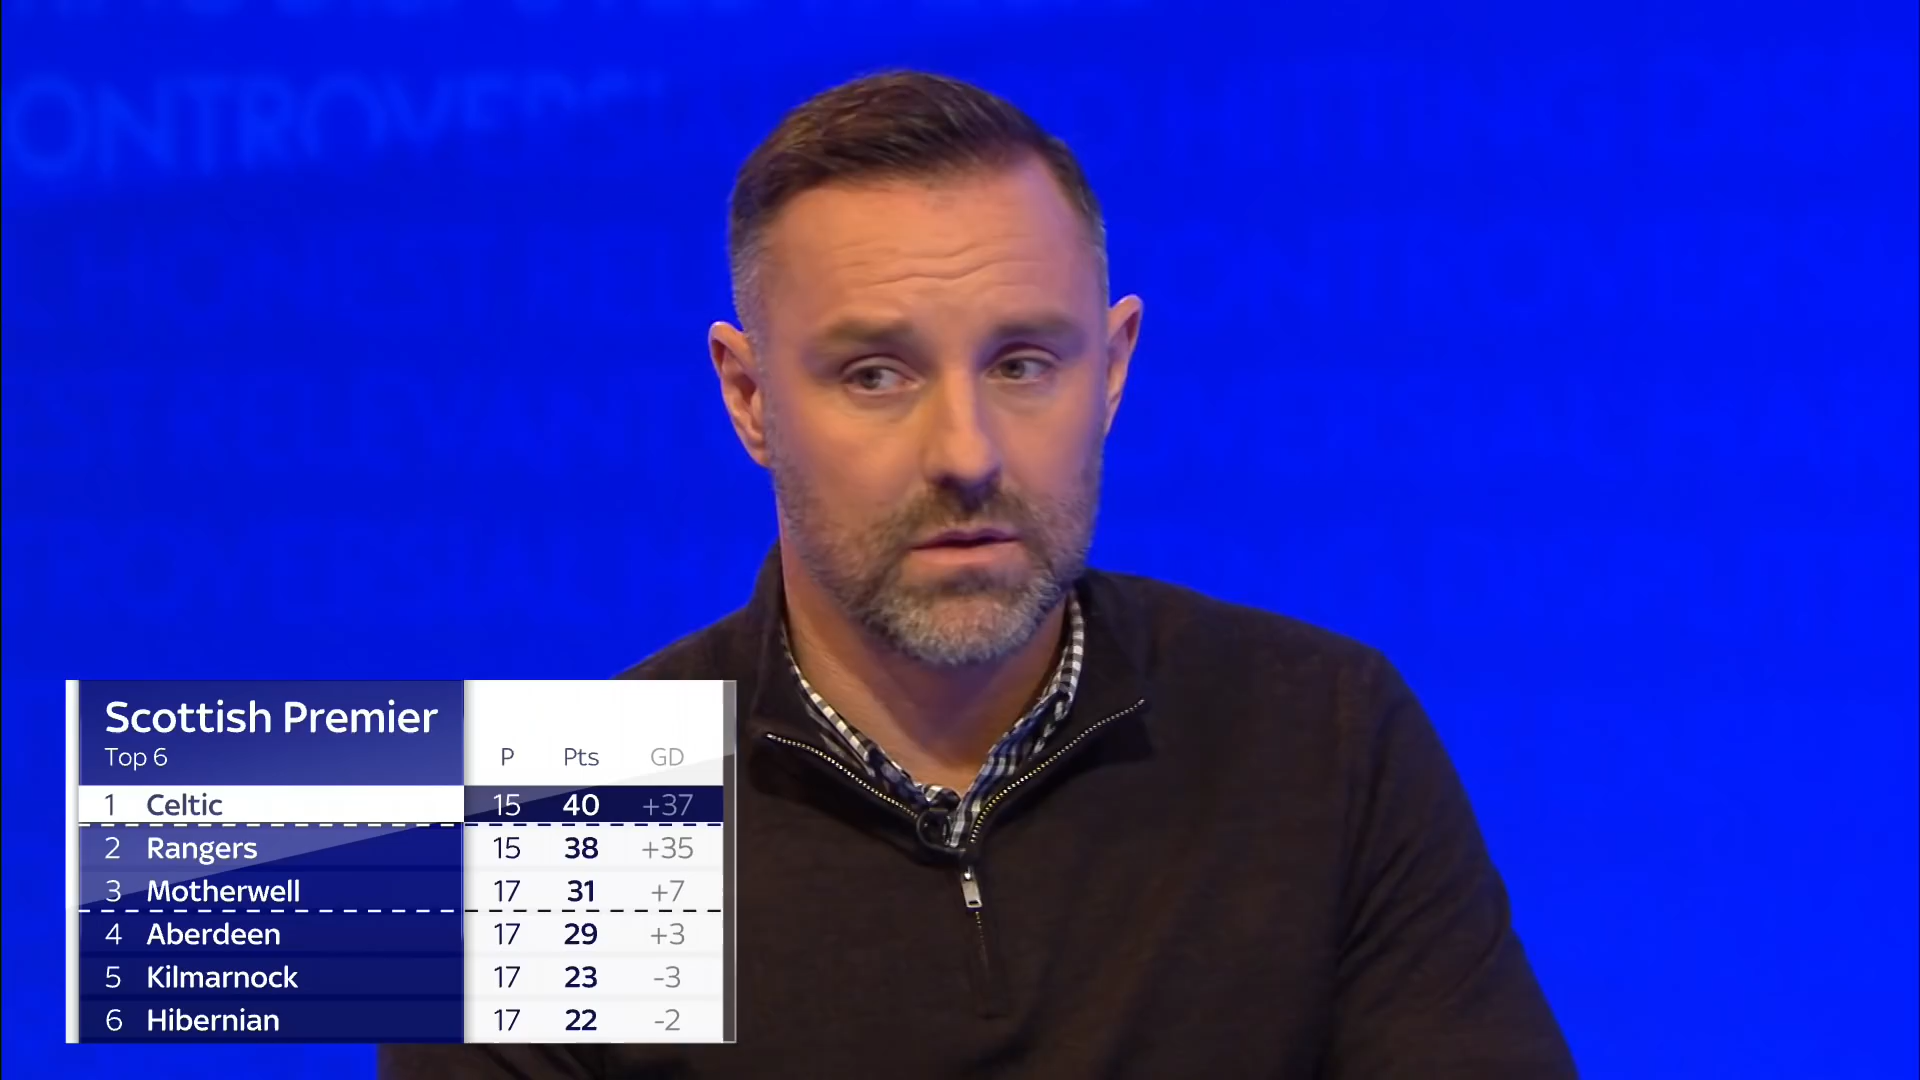 Scottish Premier
Top 6 P Pts GD
1 Celtic 15 40 +37
2 Rangers 15 38 +35
3 Motherwell 17 31 +7
4 Aberdeen 17 29 +3
5 Kilmarnock 17 23 -3
6 Hibernian 17 22 -2